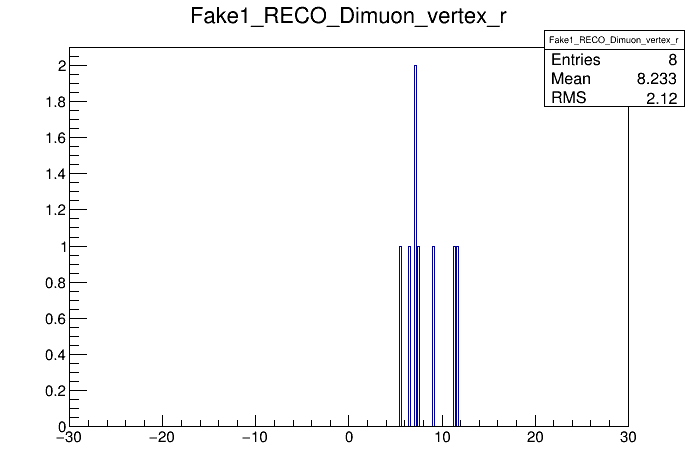 Fake1_RECO_Dimuon_vertex_r
Fake1_RECO_Dimuon_vertex_r
Entries 8
Mean 8.233
RMS 2.12
2
1.8
1.6
1.4
1.2
1
0.8
0.6
0.4
0.2
0
−30 −20 −10 0 10 20 30